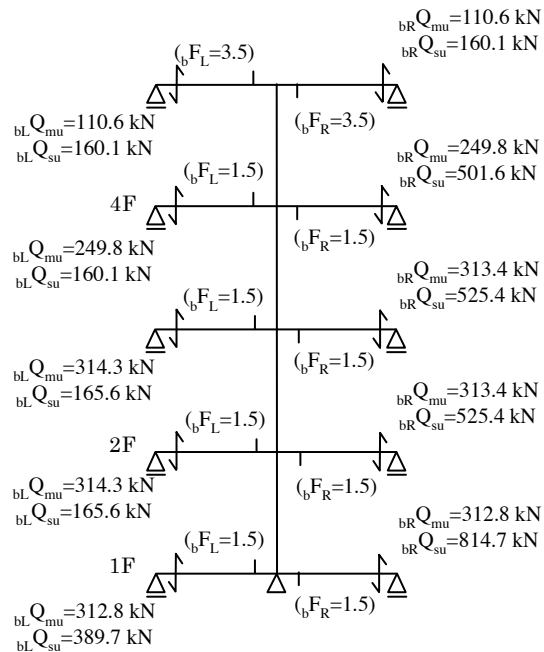 bRQmu=110.6 kN
bRQsu=160.1 kN
(bFL=3.5)
bLQmu=110.6 kN
bLQsu=160.1 kN
(bFR=3.5)
bRQmu=249.8 kN
bRQsu=501.6 kN
(bFL=1.5)
4F
(bFR=1.5)
bLQmu=249.8 kN
bLQsu=160.1 kN
bRQmu=313.4 kN
bRQsu=525.4 kN
(bFL=1.5)
(bFR=1.5)
bLQmu=314.3 kN
bLQsu=165.6 kN
bRQmu=313.4 kN
bRQsu=525.4 kN
(bFL=1.5)
2F
(bFR=1.5)
bLQmu=314.3 kN
bLQsu=165.6 kN
bRQmu=312.8 kN
bRQsu=814.7 kN
(bFL=1.5)
1F
(bFR=1.5)
bLQmu=312.8 kN
bLQsu=389.7 kN